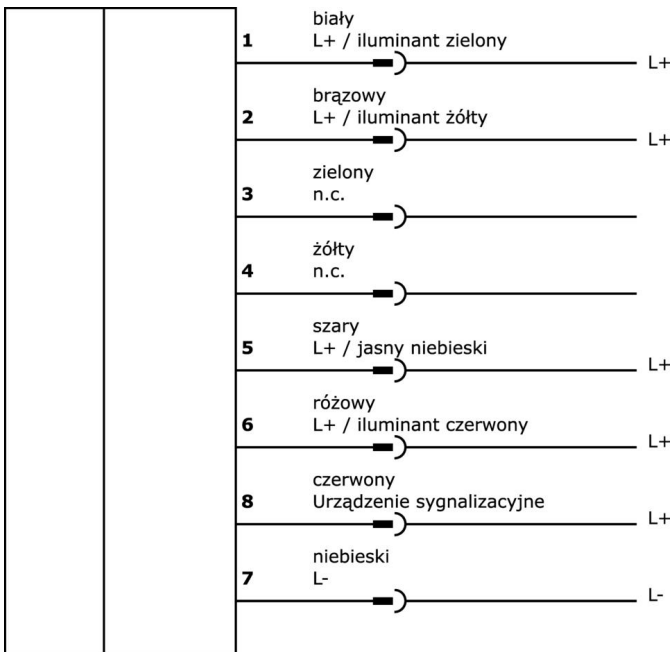 biały
1 L+ / iluminant zielony
L+
brązowy
2 L+ / iluminant żółty
L+
zielony
3 n.c.
żółty
4 n.c.
szary
5 L+ / jasny niebieski
L+
różowy
6 L+ / iluminant czerwony
L+
czerwony
8 Urządzenie sygnalizacyjne
L+
niebieski
7 L-
L-